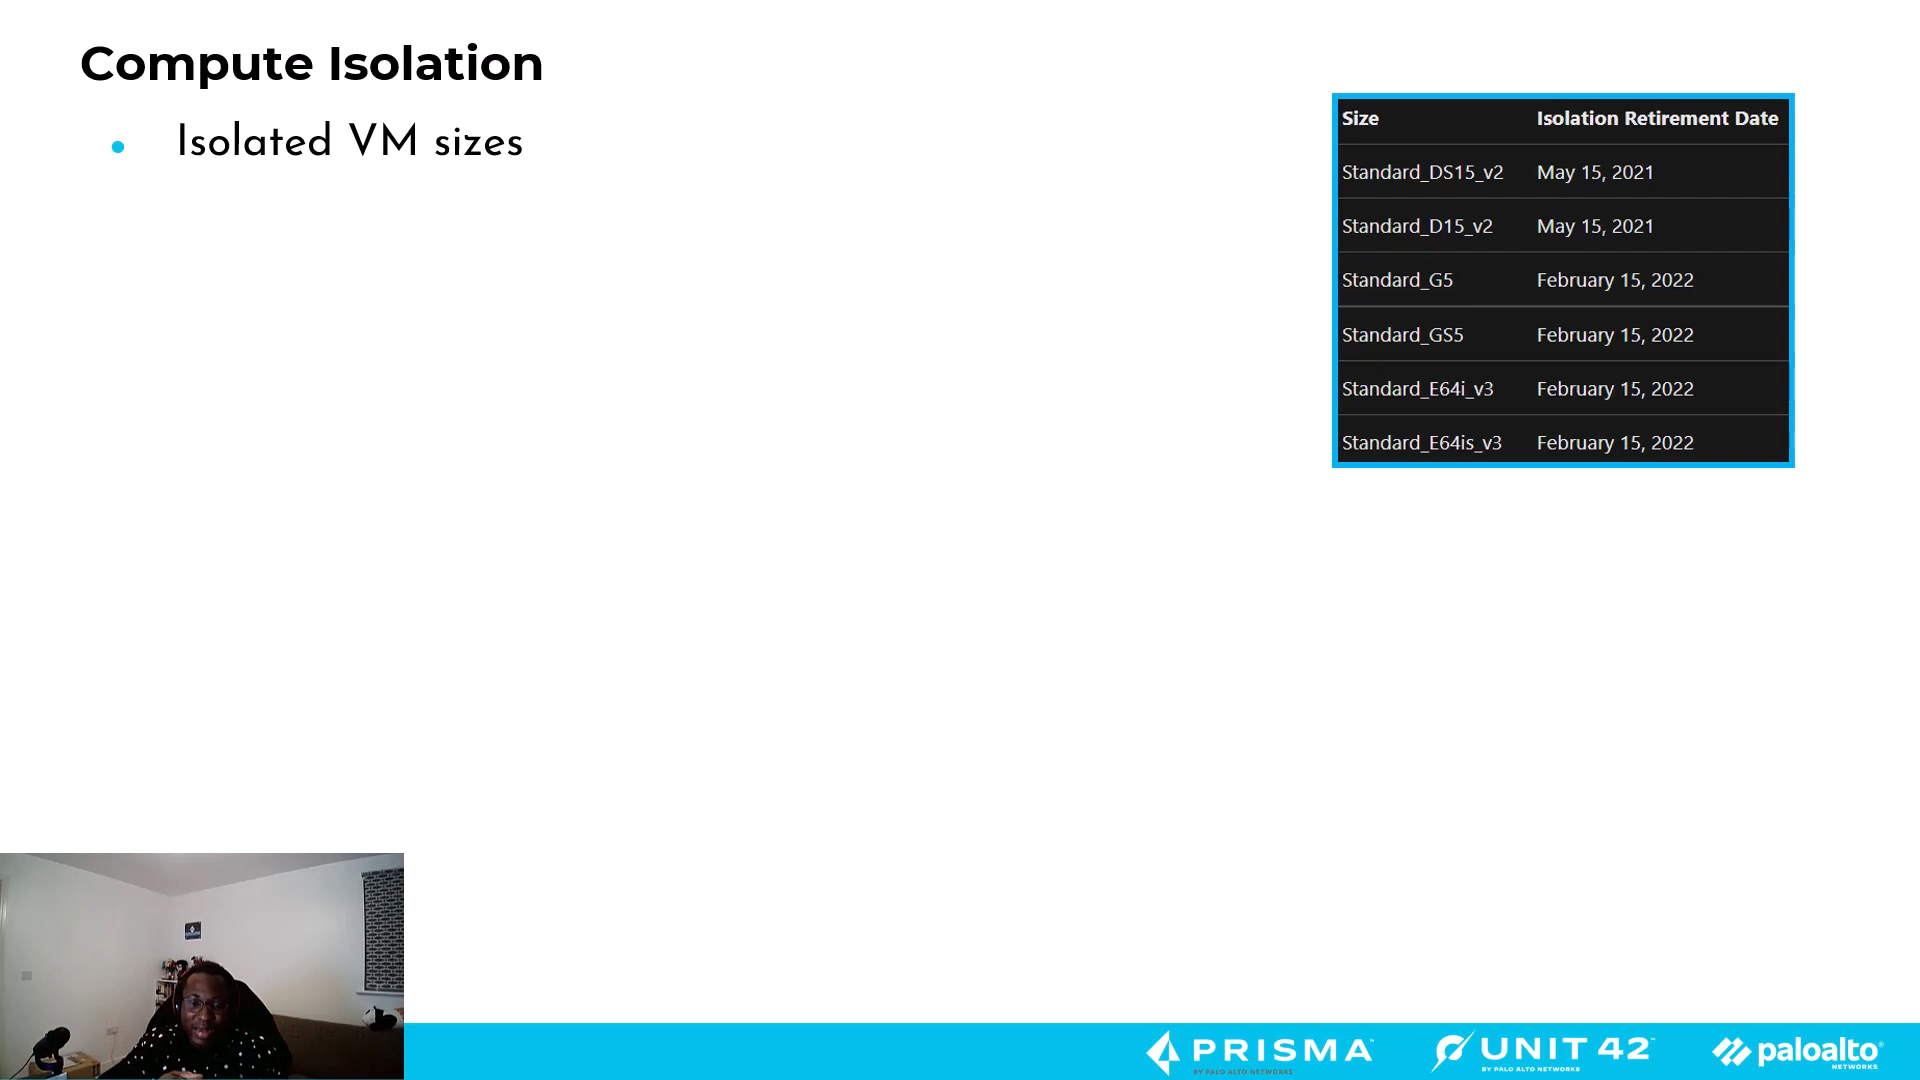 Compute Isolation
Isolated VM sizes
Size Isolation Retirement Date
Standard_DS15_v2 May 15, 2021
Standard_D15_v2 May 15, 2021
Standard_G5 February 15, 2022
Standard_GS5 February 15, 2022
Standard_E64i_v3 February 15, 2022
Standard_E64is_v3 February 15, 2022
PRISMA™ UNIT 42™ paloalto®
BY PALO ALTO NETWORKS BY PALO ALTO NETWORKS NETWORKS